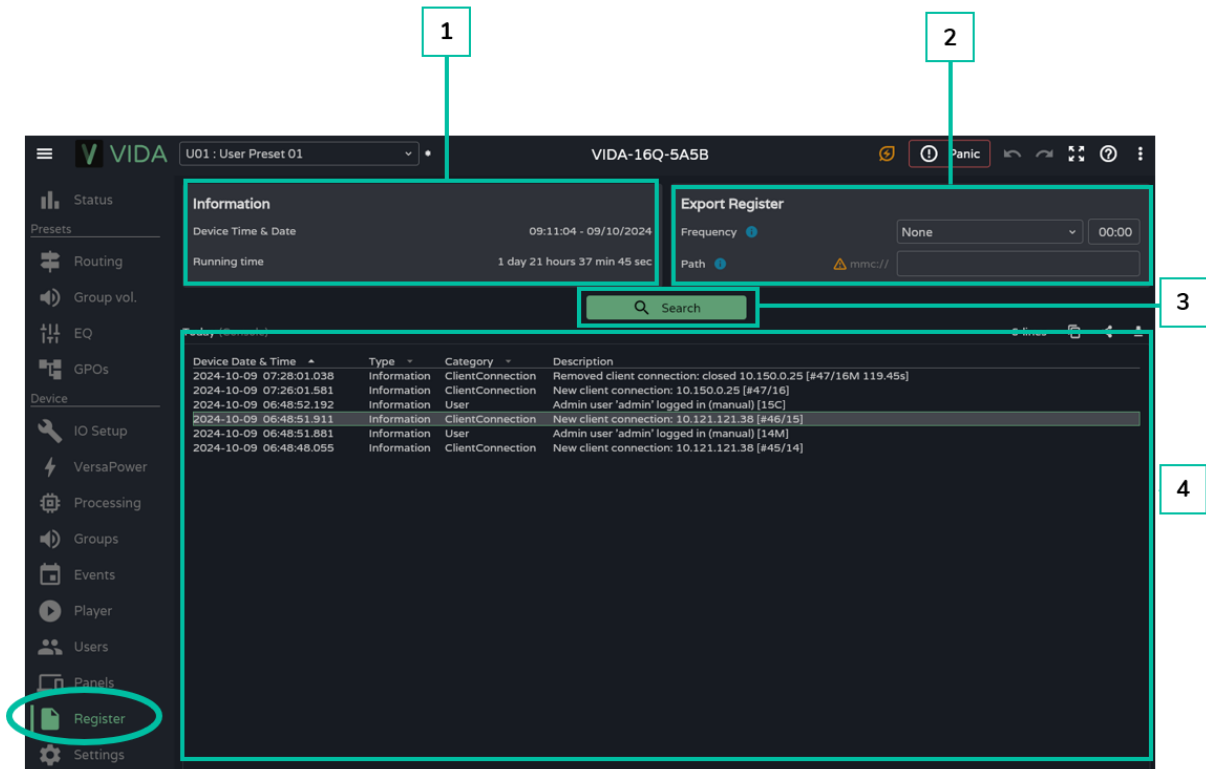 1
2
VIDA
U01 : User Preset 01
VIDA-16Q-5A5B
Panic
Status
Presets
Routing
Group vol.
EQ
GPOs
Device
IO Setup
VersaPower
Processing
Groups
Events
Player
Users
Panels
Register
Settings
Information
Device Time & Date 09:11:04 - 09/10/2024
Running time 1 day 21 hours 37 min 45 sec
Export Register
Frequency None 00:00
Path mmc://
3
Search
Today (Console) lines
Device Date & Time Type Category Description
2024-10-09 07:28:01.038 Information ClientConnection Removed client connection: closed 10.150.0.25 [#47/16M 119.45s]
2024-10-09 07:26:01.581 Information ClientConnection New client connection: 10.150.0.25 [#47/16]
2024-10-09 06:48:52.192 Information User Admin user 'admin' logged in (manual) [15C]
2024-10-09 06:48:51.911 Information ClientConnection New client connection: 10.121.121.38 [#46/15]
2024-10-09 06:48:51.881 Information User Admin user 'admin' logged in (manual) [14M]
2024-10-09 06:48:48.055 Information ClientConnection New client connection: 10.121.121.38 [#45/14]
4